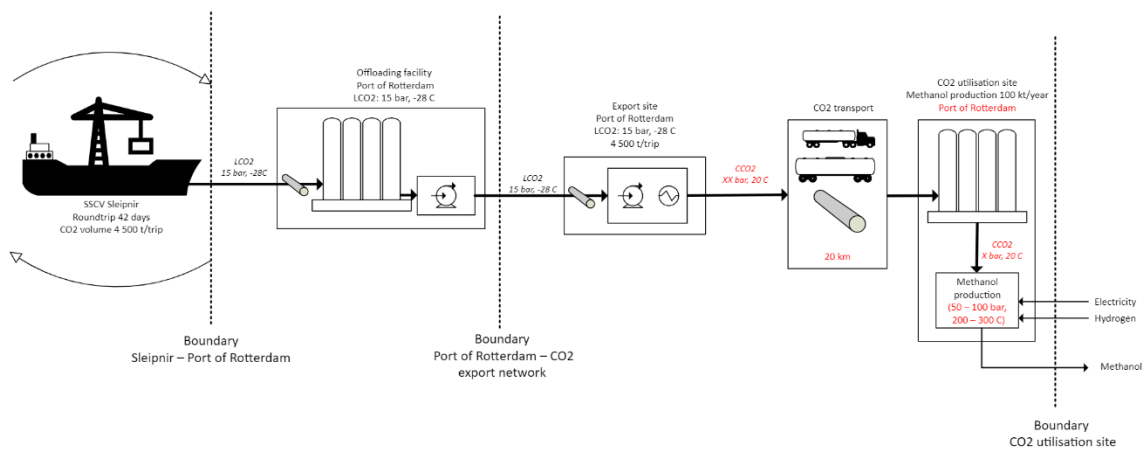 SSCV Sleipnir
Roundtrip 42 days
CO2 volume 4 500 t/trip
LCO2
15 bar, -28C
Boundary
Sleipnir – Port of Rotterdam
Offloading facility
Port of Rotterdam
LCO2: 15 bar, -28 C
LCO2
15 bar, -28 C
Boundary
Port of Rotterdam – CO2
export network
Export site
Port of Rotterdam
LCO2: 15 bar, -28 C
4 500 t/trip
CCO2
XX bar, 20 C
CO2 transport
20 km
CO2 utilisation site
Methanol production 100 kt/year
Port of Rotterdam
CCO2
X bar, 20 C
Methanol
production
(50 – 100 bar,
200 – 300 C)
Electricity
Hydrogen
Methanol
Boundary
CO2 utilisation site